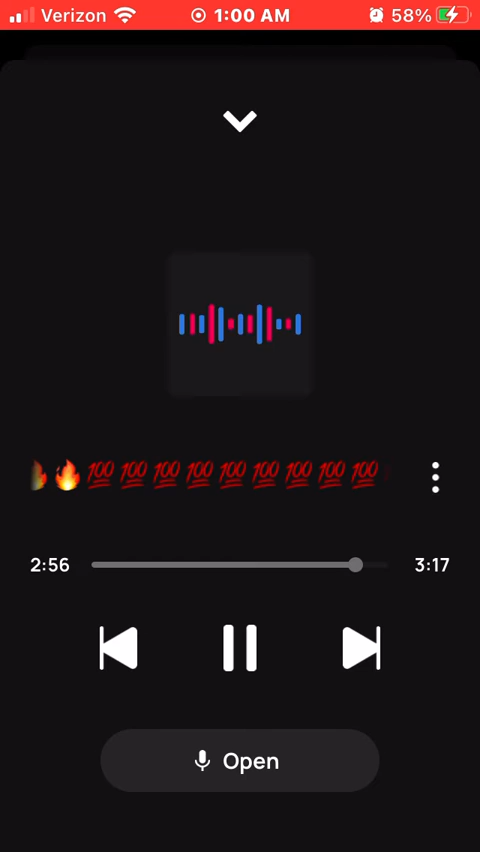 Verizon 1:00 AM 58%
🔥🔥💯💯💯💯💯💯💯💯💯
2:56 3:17
Open